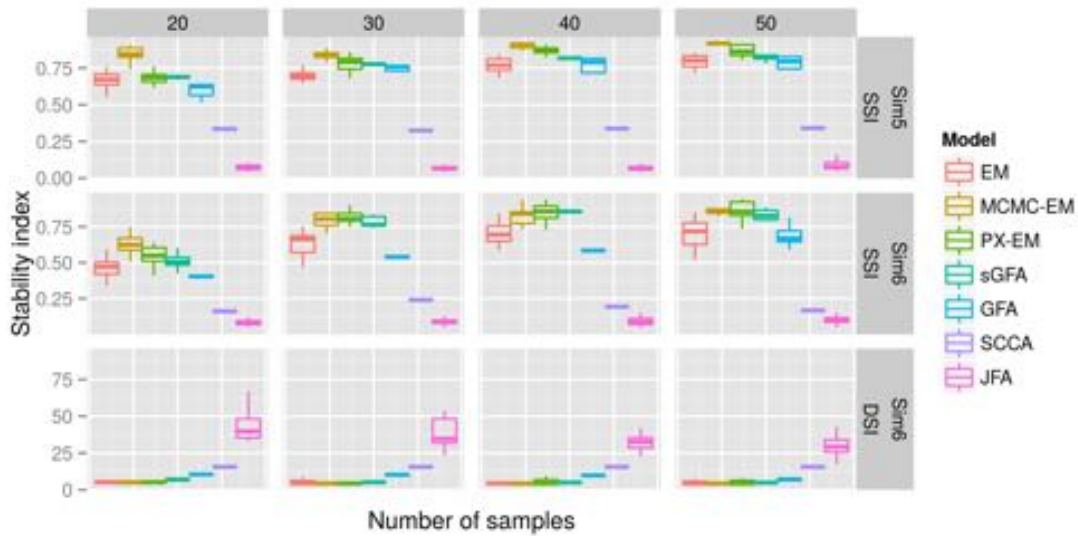 20 30 40 50
0.75
0.50
0.25
0.00
Sim5
SSI
0.75
0.50
0.25
Sim6
SSI
75
50
25
0
Sim6
DSI
Stability index
Number of samples
Model
EM
MCMC-EM
PX-EM
sGFA
GFA
SCCA
JFA